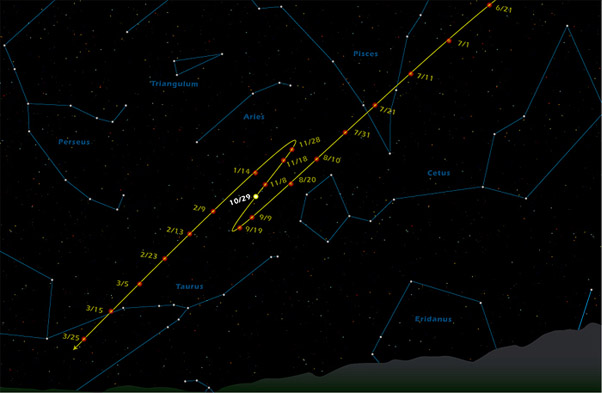 6/21
7/1
Pisces
7/11
Triangulum
7/21
Aries
7/31
Perseus
11/28
11/18
8/10
1/14
Cetus
11/8
8/20
10/29
2/9
9/9
9/19
2/13
2/23
3/5
Taurus
3/15
Eridanus
3/25